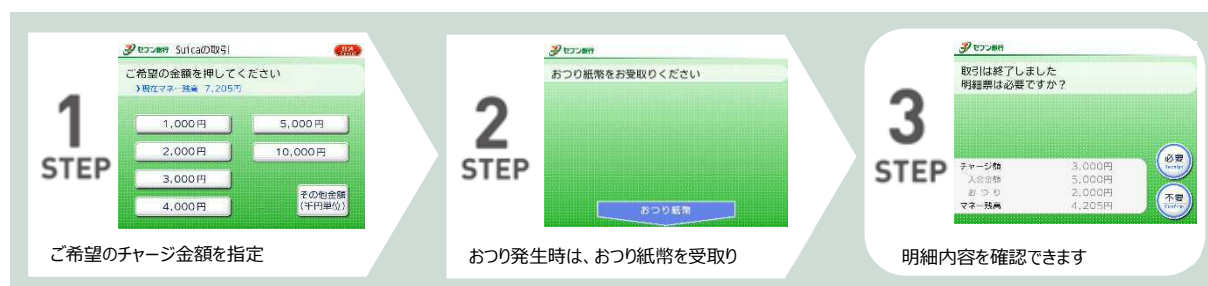 1
STEP
セブン銀行 Suicaの取引
ご希望の金額を押してください
現在マネー残高 7,205円
1,000円
5,000円
2,000円
10,000円
3,000円
4,000円
その他金額
(千円単位)
ご希望のチャージ金額を指定
2
STEP
セブン銀行
おつり紙幣をお受取りください
おつり紙幣
おつり発生時は、おつり紙幣を受取り
3
STEP
セブン銀行
取引は終了しました
明細票は必要ですか?
チャージ額 3,000円
入金金額 5,000円
おつり 2,000円
マネー残高 4,205円
必要
Receipt
不要
明細内容を確認できます